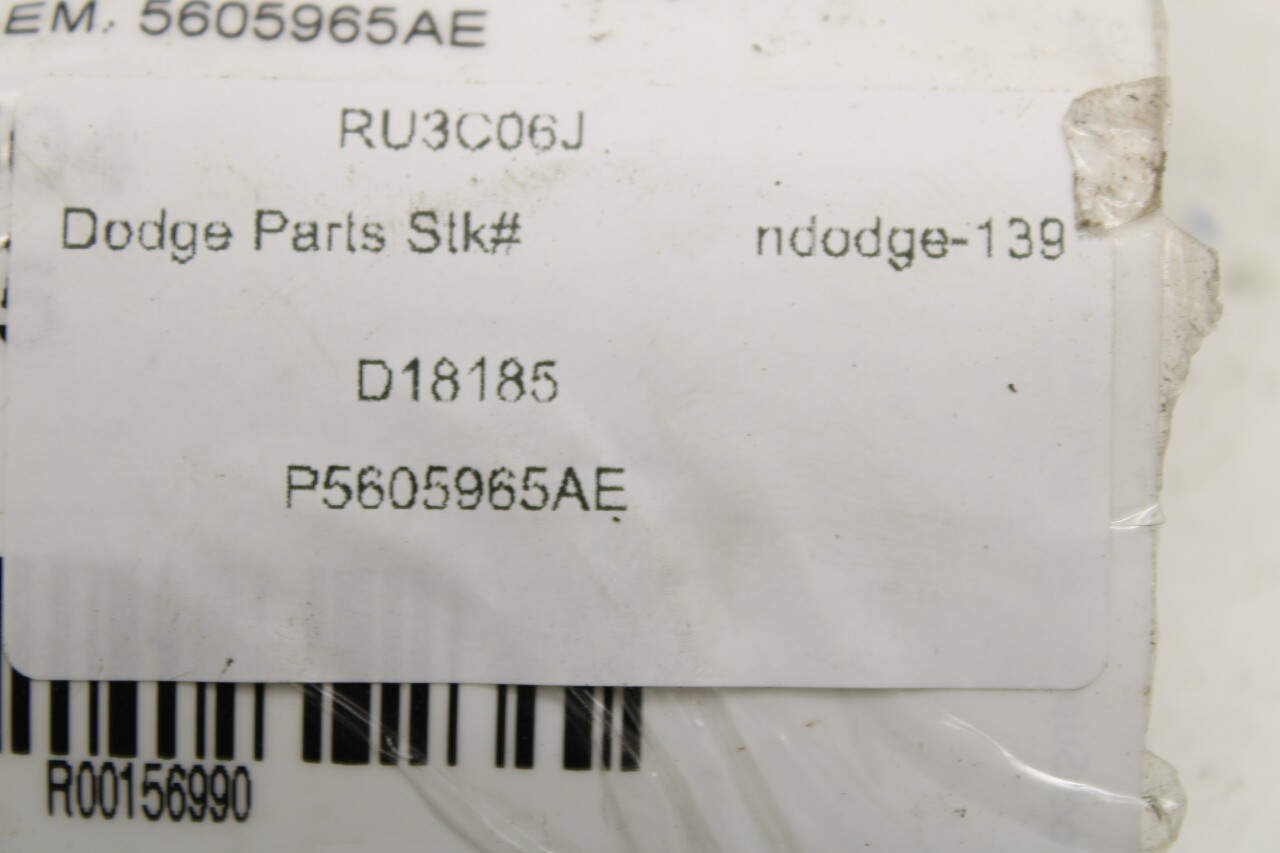 EM. 5605965AE
RU3C06J
Dodge Parts Stk# ndodge-139
D18185
P5605965AE
R00156990